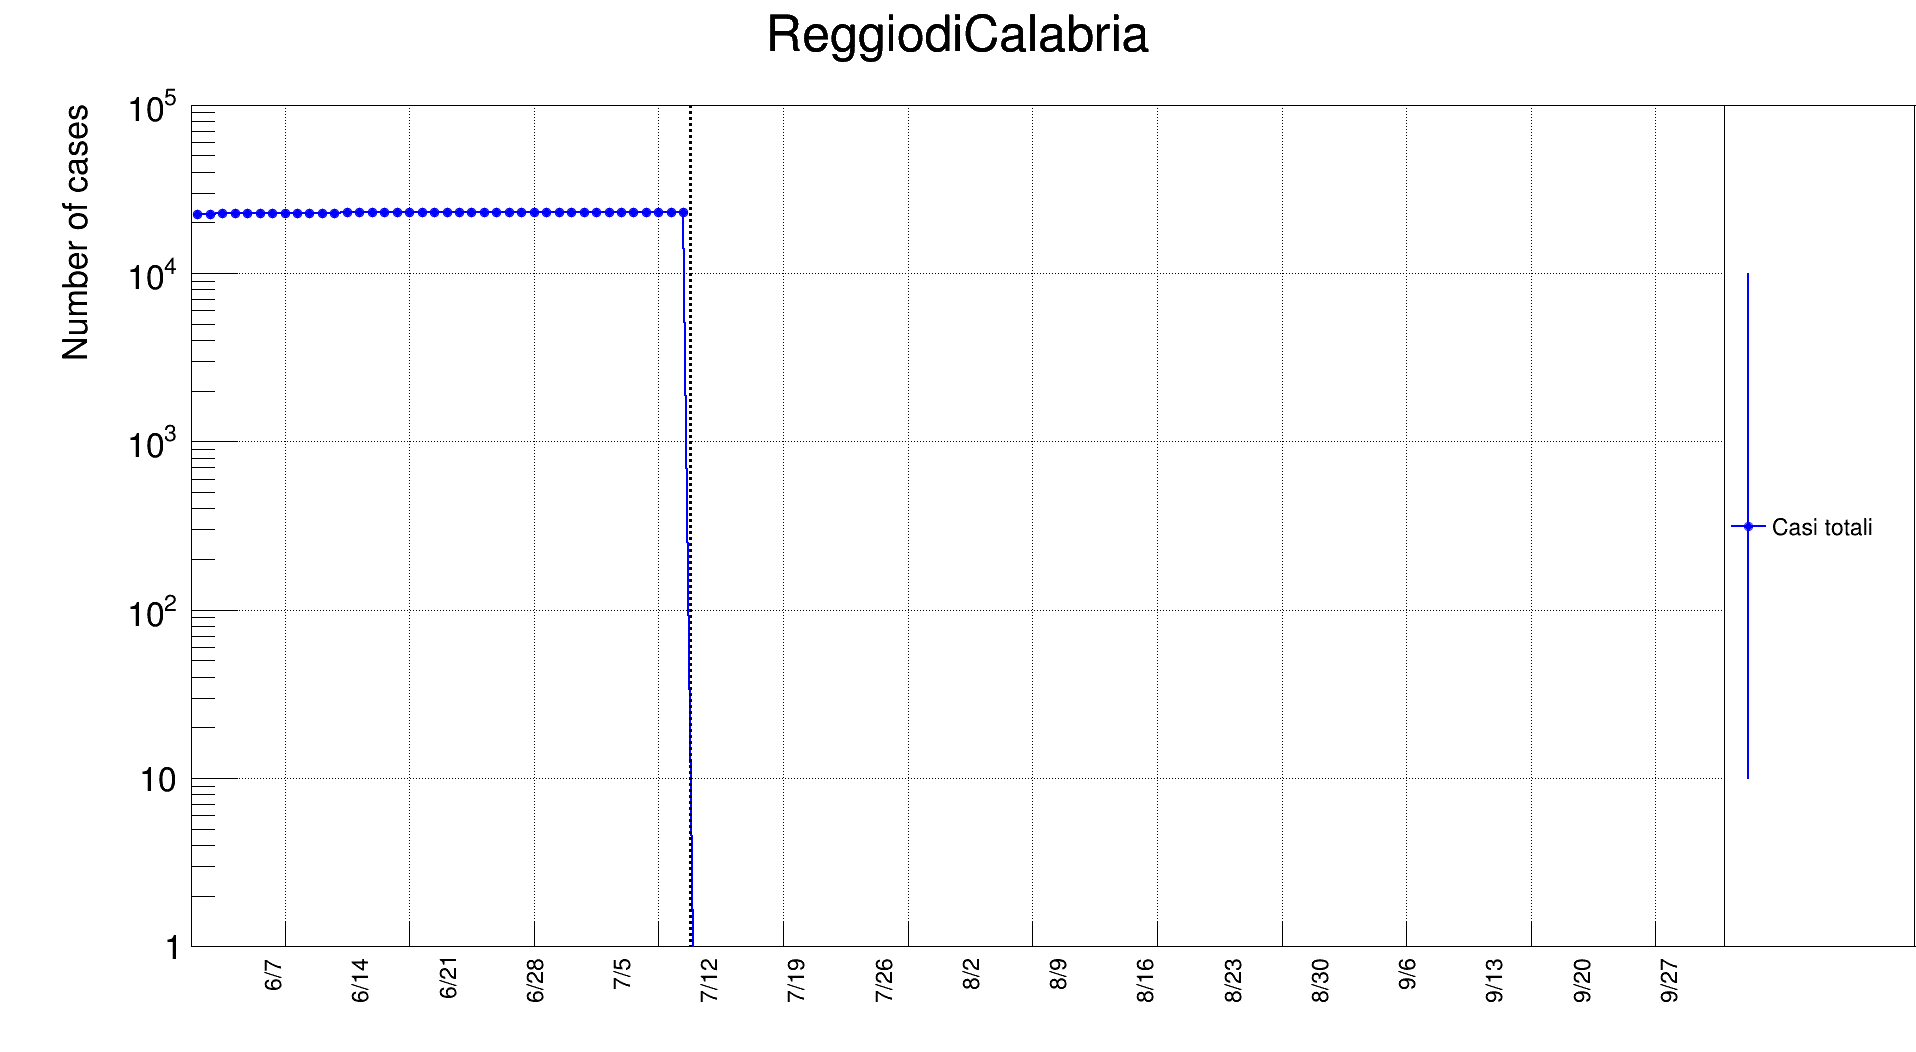 ReggiodiCalabria
Number of cases
10^5
10^4
10^3
10^2
10
1
6/7 6/14 6/21 6/28 7/5 7/12 7/19 7/26 8/2 8/9 8/16 8/23 8/30 9/6 9/13 9/20 9/27
Casi totali